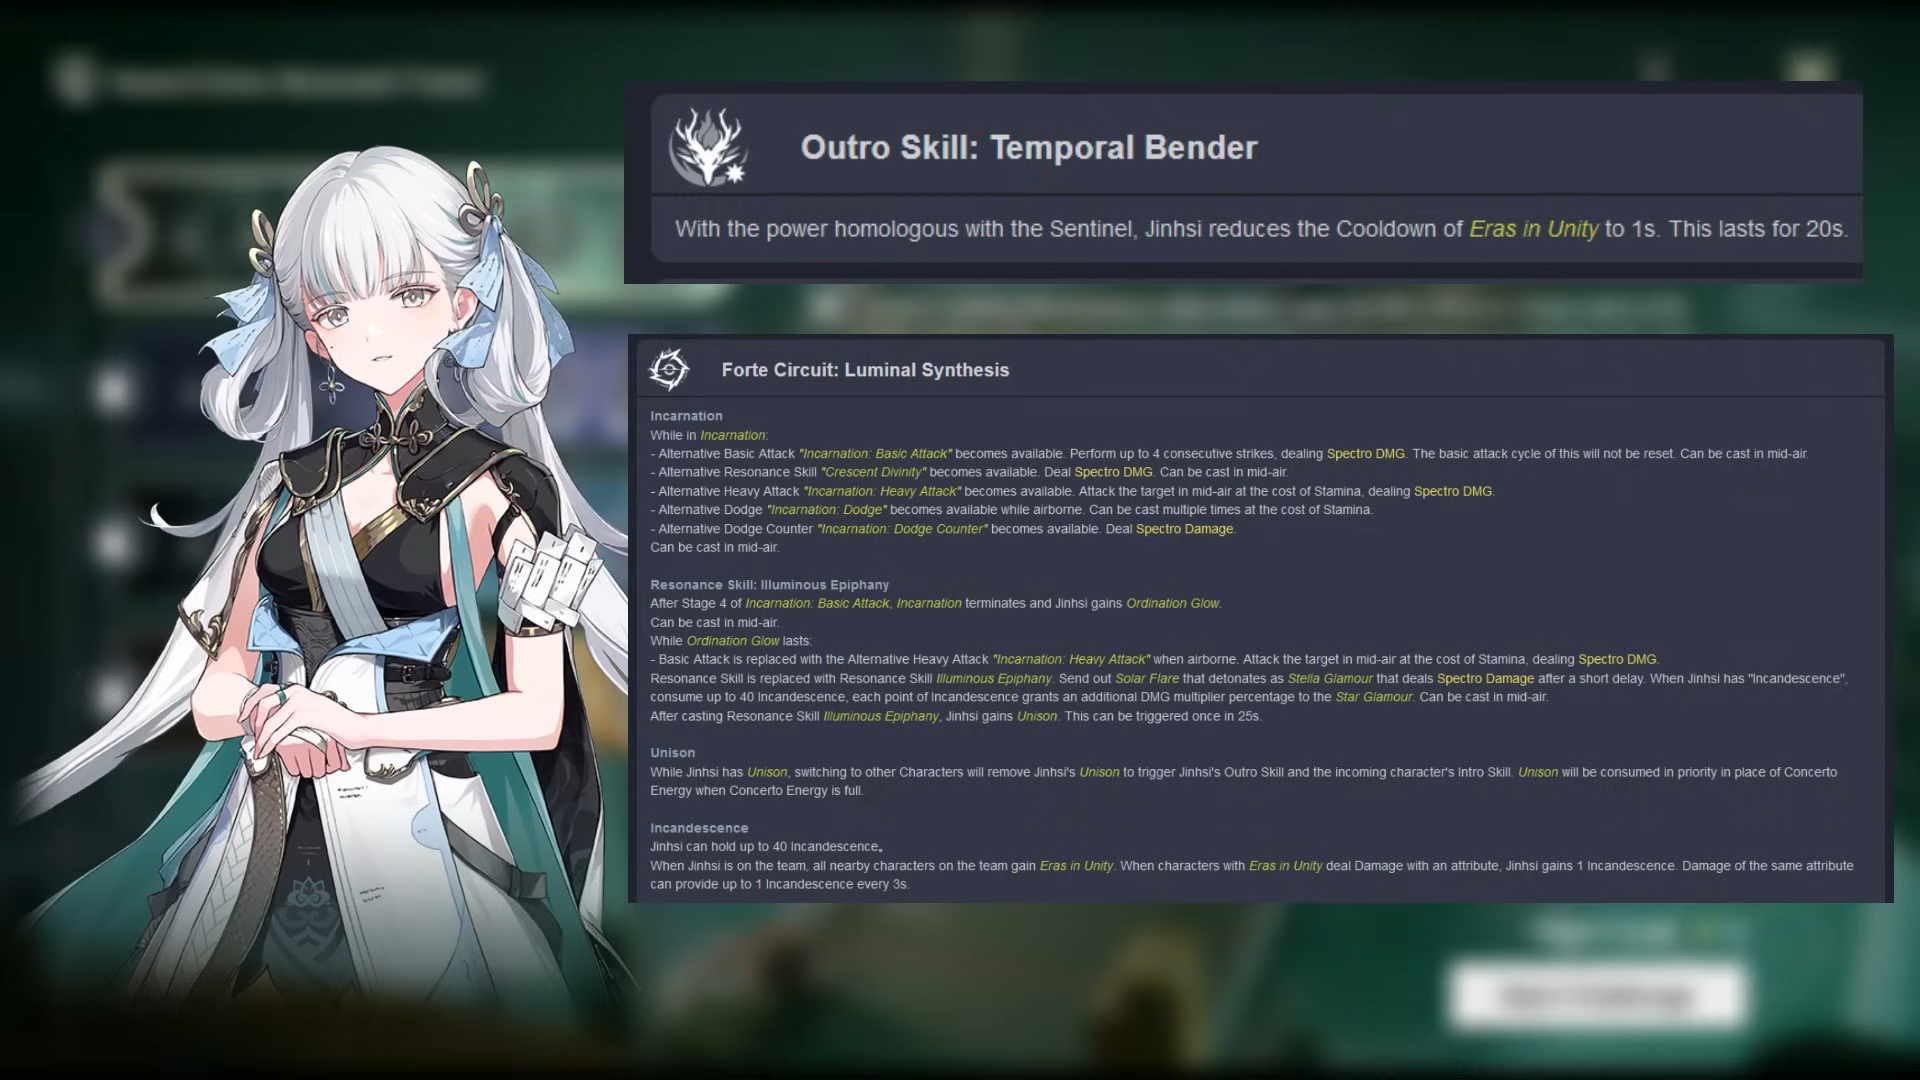 Outro Skill: Temporal Bender
With the power homologous with the Sentinel, Jinhsi reduces the Cooldown of Eras in Unity to 1s. This lasts for 20s.
Forte Circuit: Luminal Synthesis
Incarnation
While in Incarnation:
- Alternative Basic Attack "Incarnation: Basic Attack" becomes available. Perform up to 4 consecutive strikes, dealing Spectro DMG. The basic attack cycle of this will not be reset. Can be cast in mid-air.
- Alternative Resonance Skill "Crescent Divinity" becomes available. Deal Spectro DMG. Can be cast in mid-air.
- Alternative Heavy Attack "Incarnation: Heavy Attack" becomes available. Attack the target in mid-air at the cost of Stamina, dealing Spectro DMG.
- Alternative Dodge "Incarnation: Dodge" becomes available while airborne. Can be cast multiple times at the cost of Stamina.
- Alternative Dodge Counter "Incarnation: Dodge Counter" becomes available. Deal Spectro Damage.
Can be cast in mid-air.
Resonance Skill: Illuminous Epiphany
After Stage 4 of Incarnation: Basic Attack, Incarnation terminates and Jinhsi gains Ordination Glow.
Can be cast in mid-air.
While Ordination Glow lasts:
- Basic Attack is replaced with the Alternative Heavy Attack "Incarnation: Heavy Attack" when airborne. Attack the target in mid-air at the cost of Stamina, dealing Spectro DMG.
Resonance Skill is replaced with Resonance Skill Illuminous Epiphany. Send out Solar Flare that detonates as Stella Glamour that deals Spectro Damage after a short delay. When Jinhsi has "Incandescence",
consume up to 40 Incandescence, each point of Incandescence grants an additional DMG multiplier percentage to the Star Glamour. Can be cast in mid-air.
After casting Resonance Skill Illuminous Epiphany, Jinhsi gains Unison. This can be triggered once in 25s.
Unison
While Jinhsi has Unison, switching to other Characters will remove Jinhsi's Unison to trigger Jinhsi's Outro Skill and the incoming character's Intro Skill. Unison will be consumed in priority in place of Concerto
Energy when Concerto Energy is full.
Incandescence
Jinhsi can hold up to 40 Incandescence。
When Jinhsi is on the team, all nearby characters on the team gain Eras in Unity. When characters with Eras in Unity deal Damage with an attribute, Jinhsi gains 1 Incandescence. Damage of the same attribute
can provide up to 1 Incandescence every 3s.